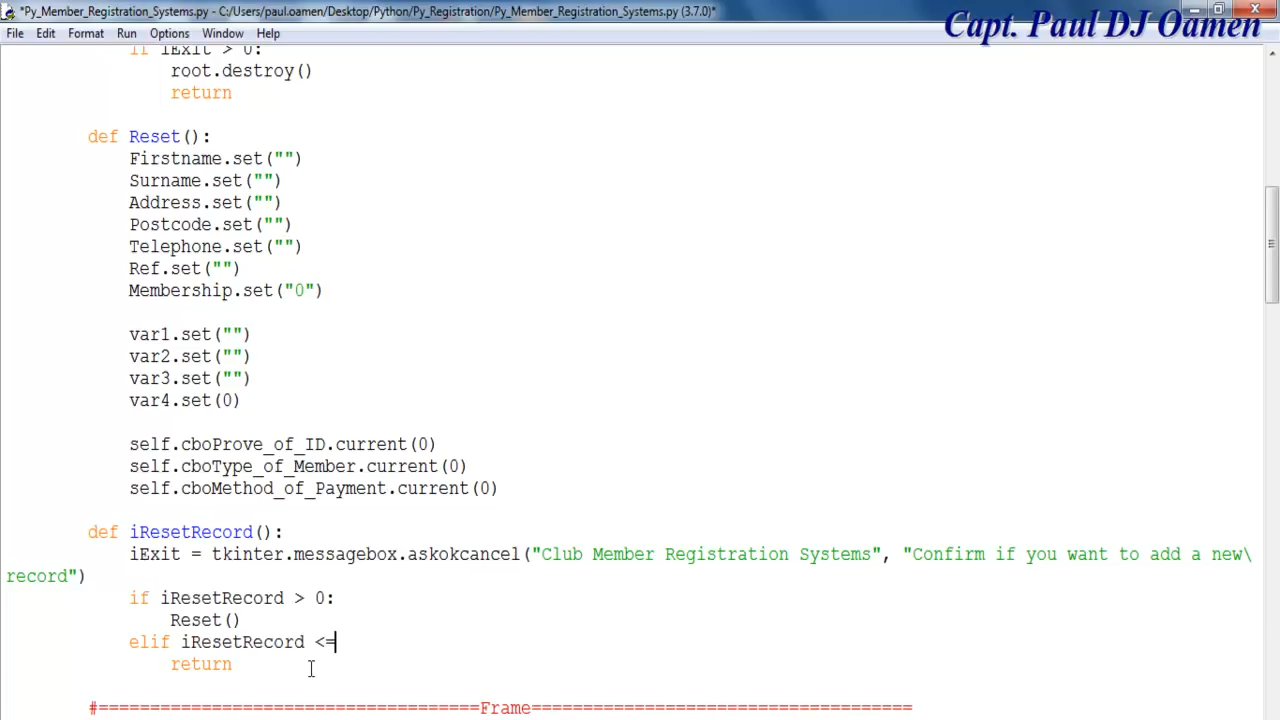 *Py_Member_Registration_Systems.py - C:/Users/paul.oamen/Desktop/Python/Py_Registration/Py_Member_Registration_Systems.py (3.7.0)*
File Edit Format Run Options Window Help
Capt. Paul DJ Oamen
if iExit > 0:
root.destroy()
return
def Reset():
Firstname.set("")
Surname.set("")
Address.set("")
Postcode.set("")
Telephone.set("")
Ref.set("")
Membership.set("0")
var1.set("")
var2.set("")
var3.set("")
var4.set(0)
self.cboProve_of_ID.current(0)
self.cboType_of_Member.current(0)
self.cboMethod_of_Payment.current(0)
def iResetRecord():
iExit = tkinter.messagebox.askokcancel("Club Member Registration Systems", "Confirm if you want to add a new\
record")
if iResetRecord > 0:
Reset()
elif iResetRecord <=
return
#=====================================Frame=====================================